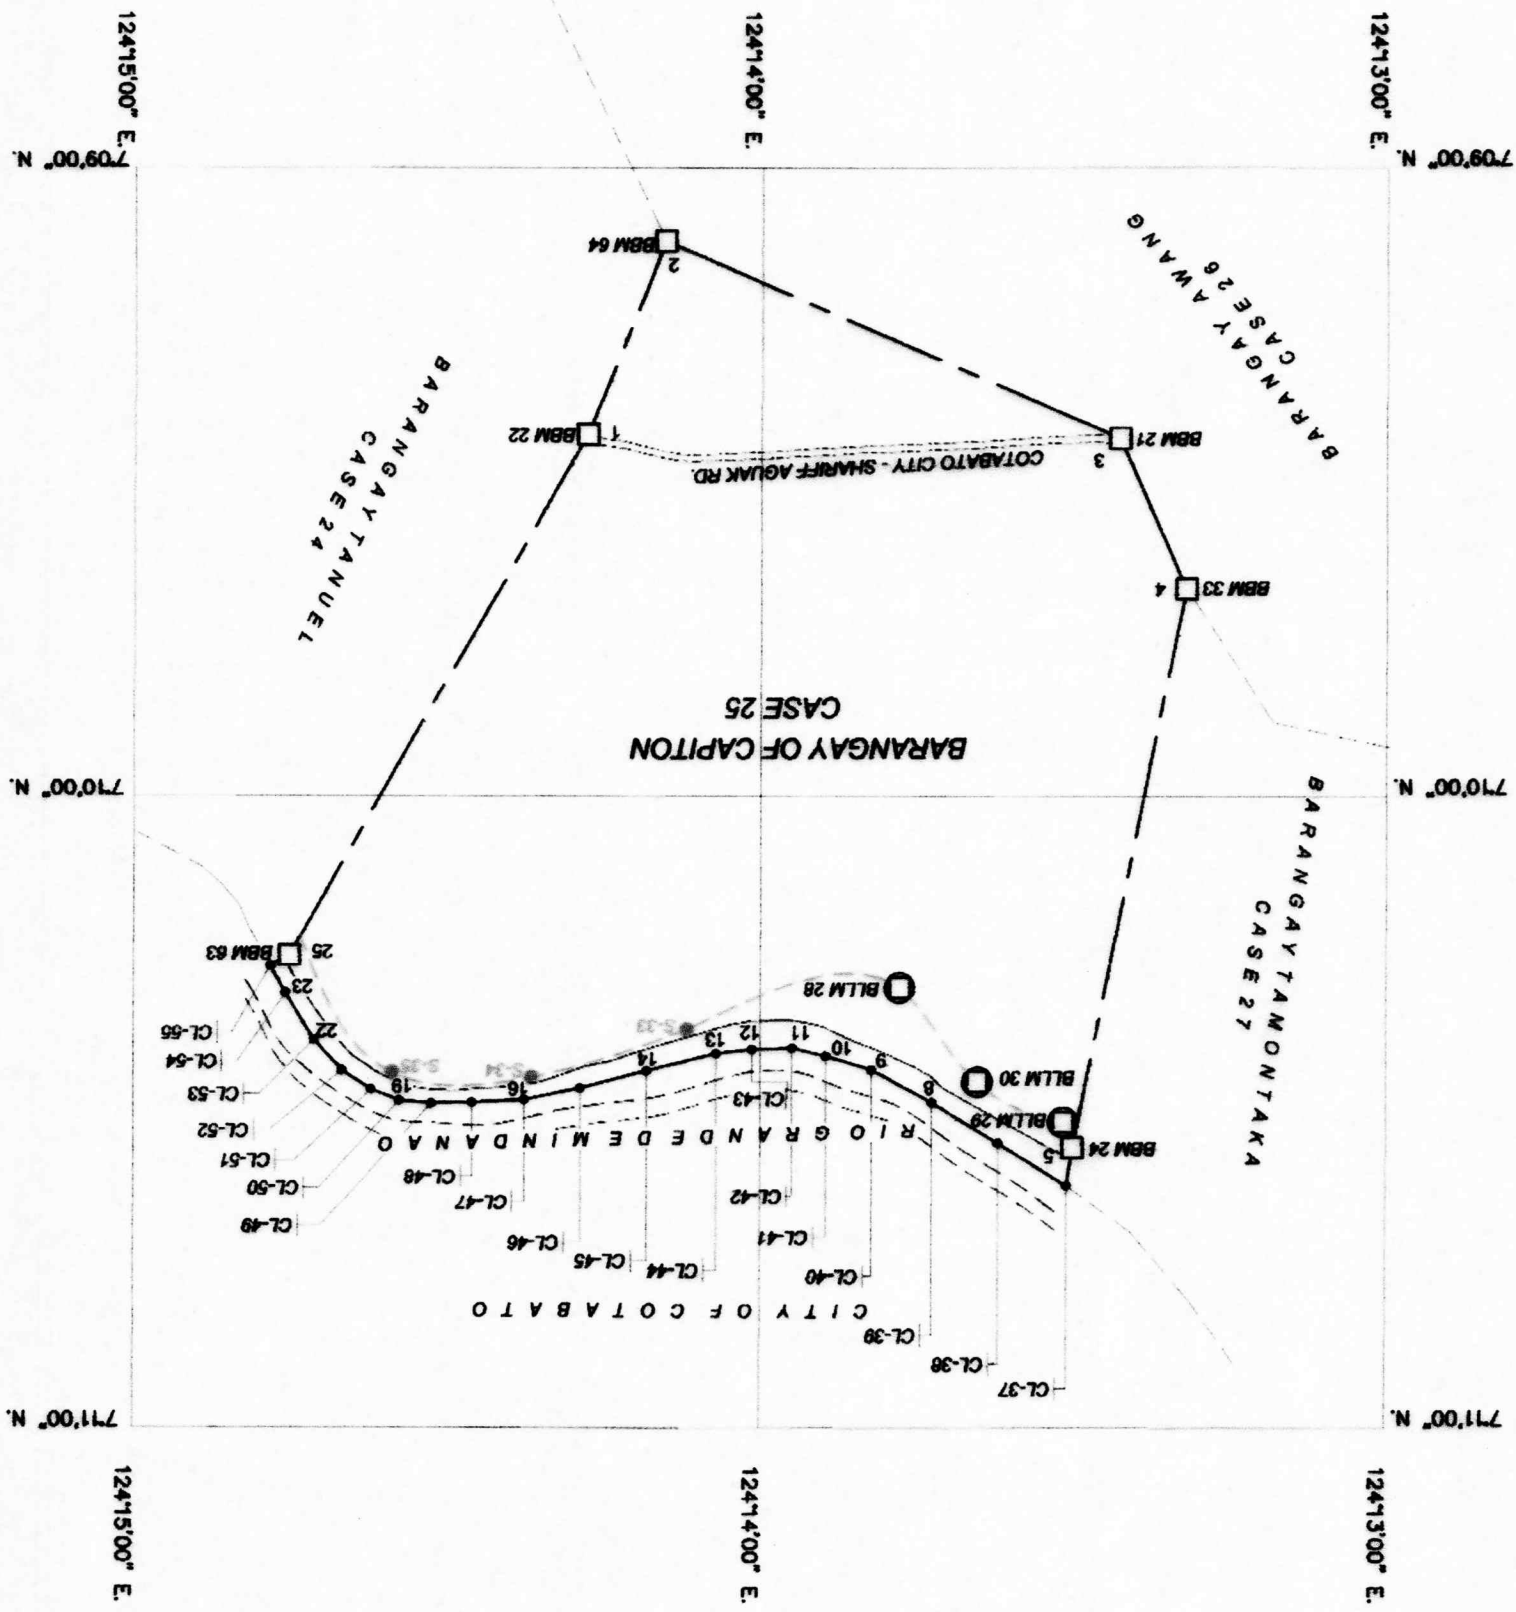 124°13'00" E.
124°14'00" E.
124°15'00" E.
7°11'00" N.
7°11'00" N.
CL-37
CL-38
CL-39
CITY OF COTABATO
CL-40
CL-44
CL-45
CL-46
CL-41
CL-49
CL-47
CL-42
CL-50
CL-48
CL-51
RIO GRANDE DE MINDANAO
BBM 24
5
CL-52
BLLM 29
CL-43
CL-53
8
16
19
BLLM 30
CL-54
9
14
S-34
S-35
10
11
12
13
CL-55
22
S-33
BLLM 28
23
25
BBM 63
BARANGAY TAMONTAKA
CASE 27
7°10'00" N.
7°10'00" N.
BARANGAY OF CAPITON
CASE 25
BBM 33
4
BARANGAY TANUEL
CASE 24
COTABATO CITY - SHARIFF AGUAK RD.
3
BBM 21
1
BBM 22
BARANGAY AWANG
CASE 26
2
BBM 64
7°09'00" N.
7°09'00" N.
124°13'00" E.
124°14'00" E.
124°15'00" E.